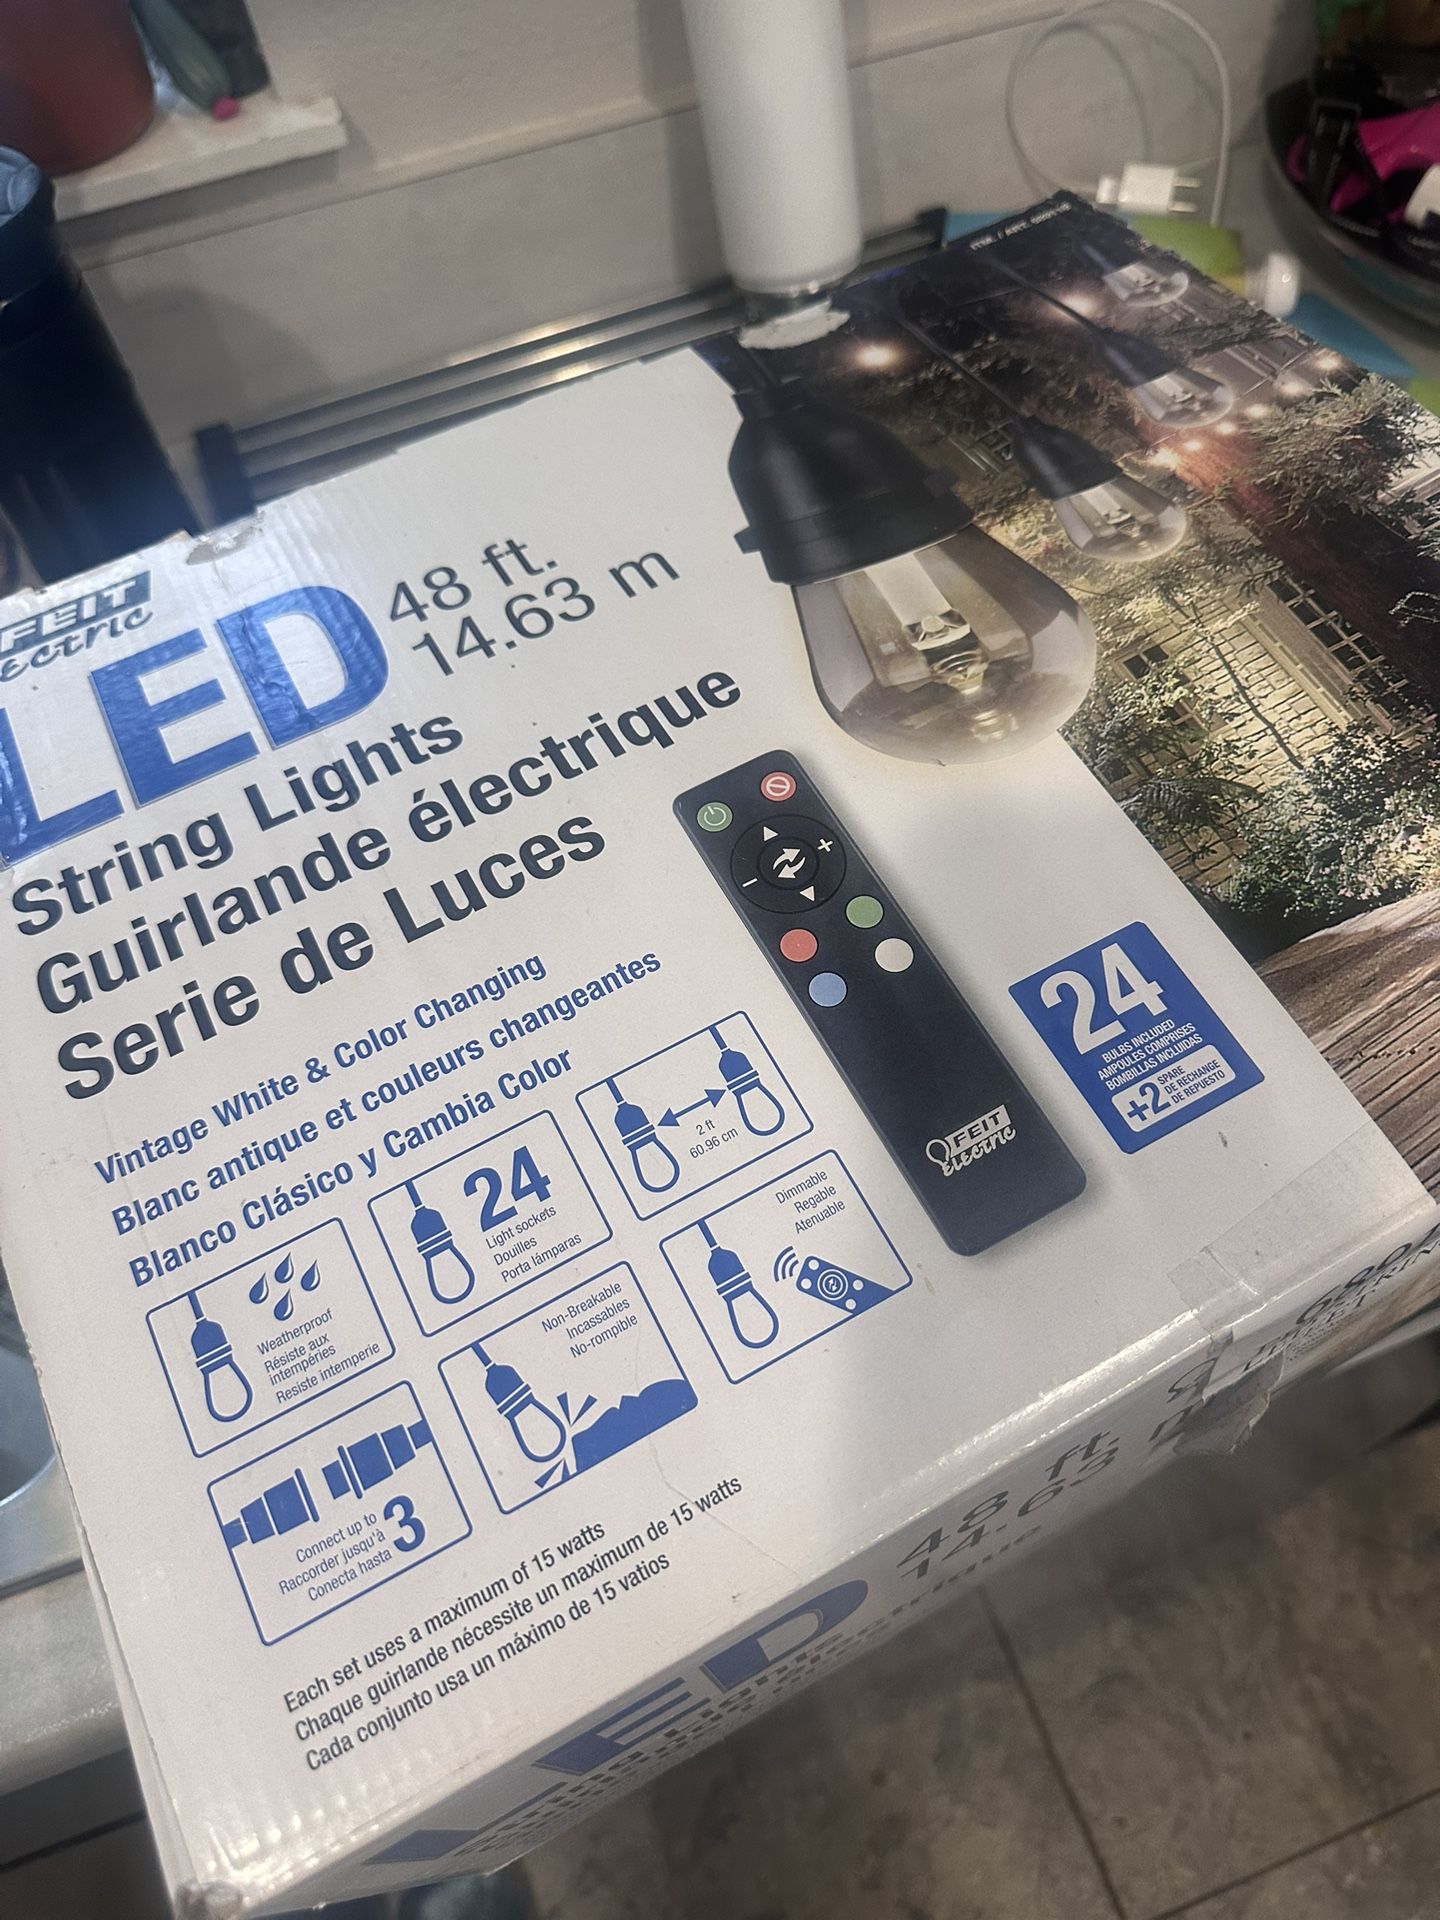 FEIT
Electric
LED
48 ft.
14.63 m
String Lights
Guirlande électrique
Serie de Luces
Vintage White & Color Changing
Blanc antique et couleurs changeantes
Blanco Clásico y Cambia Color
Weatherproof
Résiste aux
intempéries
Resiste intemperie
24
Light sockets
Douilles
Porta lámparas
2 ft
60.96 cm
Connect up to
Raccorder jusqu'à
Conecta hasta
3
Non-Breakable
Incassables
No-rompible
Dimmable
Regable
Atenuable
FEIT
Electric
24
BULBS INCLUDED
AMPOULES COMPRISES
BOMBILLAS INCLUIDAS
+2
SPARE
DE RECHANGE
DE REPUESTO
Each set uses a maximum of 15 watts
Chaque guirlande nécessite un maximum de 15 watts
Cada conjunto usa un máximo de 15 vatios
LED
48 ft.
14.63 m
String Lights